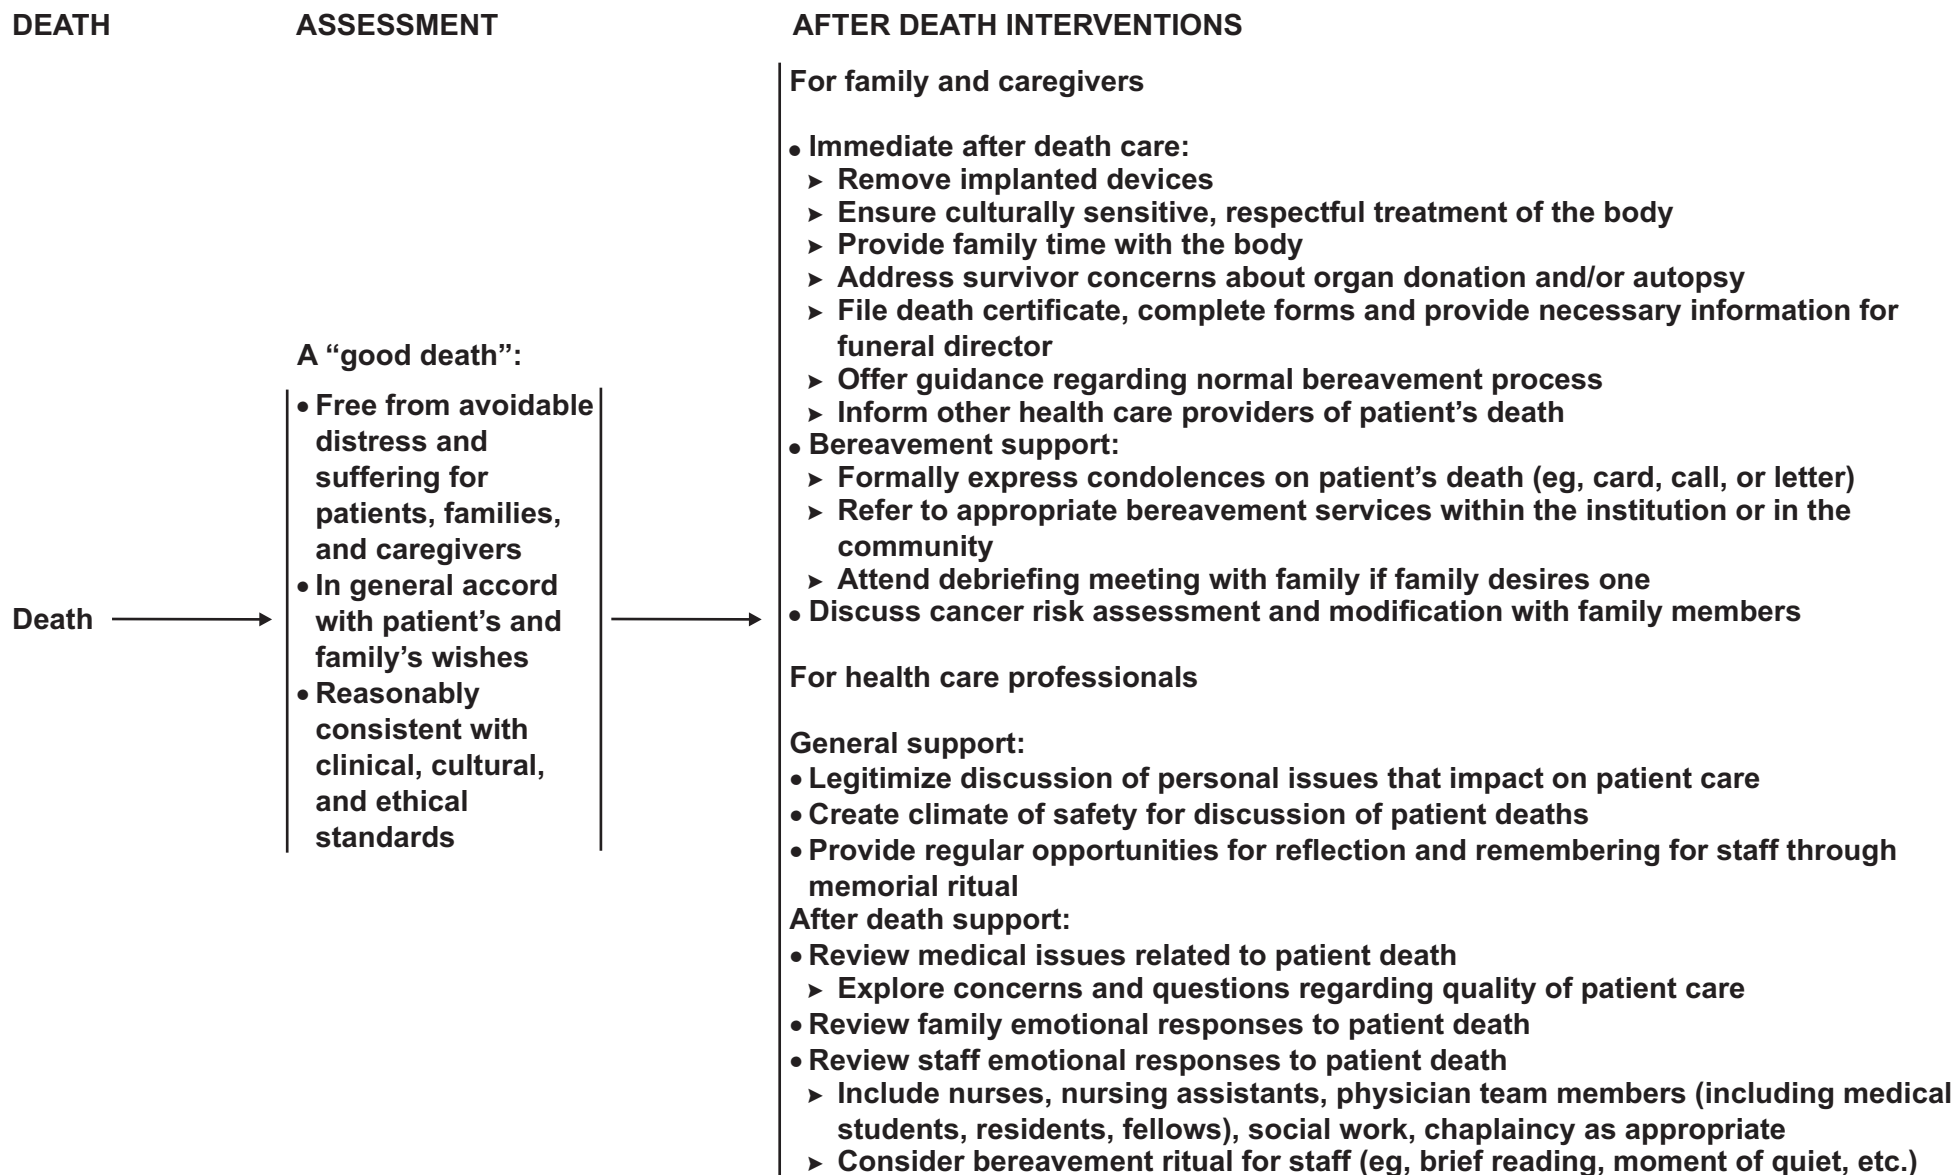 DEATH ASSESSMENT AFTER DEATH INTERVENTIONS
Death
A “good death”:
• Free from avoidable
distress and
suffering for
patients, families,
and caregivers
• In general accord
with patient’s and
family’s wishes
• Reasonably
consistent with
clinical, cultural,
and ethical
standards
For family and caregivers
• Immediate after death care:
➤ Remove implanted devices
➤ Ensure culturally sensitive, respectful treatment of the body
➤ Provide family time with the body
➤ Address survivor concerns about organ donation and/or autopsy
➤ File death certificate, complete forms and provide necessary information for
funeral director
➤ Offer guidance regarding normal bereavement process
➤ Inform other health care providers of patient’s death
• Bereavement support:
➤ Formally express condolences on patient’s death (eg, card, call, or letter)
➤ Refer to appropriate bereavement services within the institution or in the
community
➤ Attend debriefing meeting with family if family desires one
• Discuss cancer risk assessment and modification with family members
For health care professionals
General support:
• Legitimize discussion of personal issues that impact on patient care
• Create climate of safety for discussion of patient deaths
• Provide regular opportunities for reflection and remembering for staff through
memorial ritual
After death support:
• Review medical issues related to patient death
➤ Explore concerns and questions regarding quality of patient care
• Review family emotional responses to patient death
• Review staff emotional responses to patient death
➤ Include nurses, nursing assistants, physician team members (including medical
students, residents, fellows), social work, chaplaincy as appropriate
➤ Consider bereavement ritual for staff (eg, brief reading, moment of quiet, etc.)